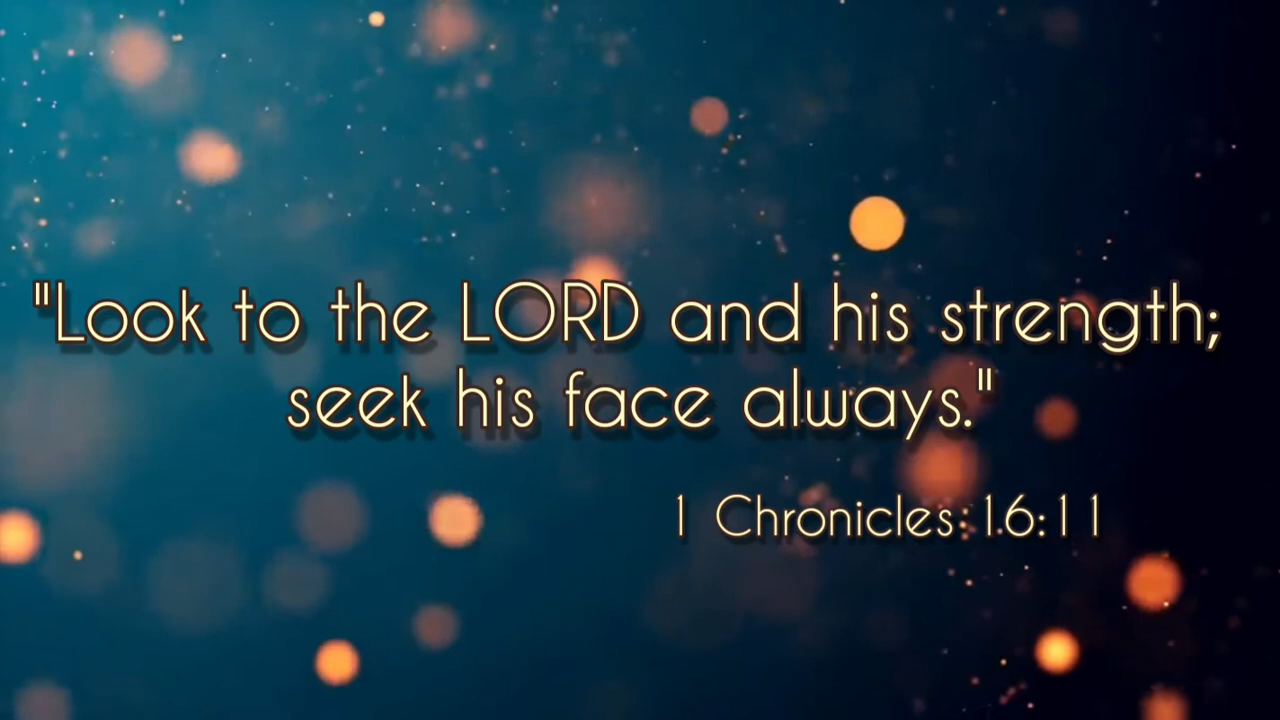 "Look to the LORD and his strength;
seek his face always."
1 Chronicles 16:11